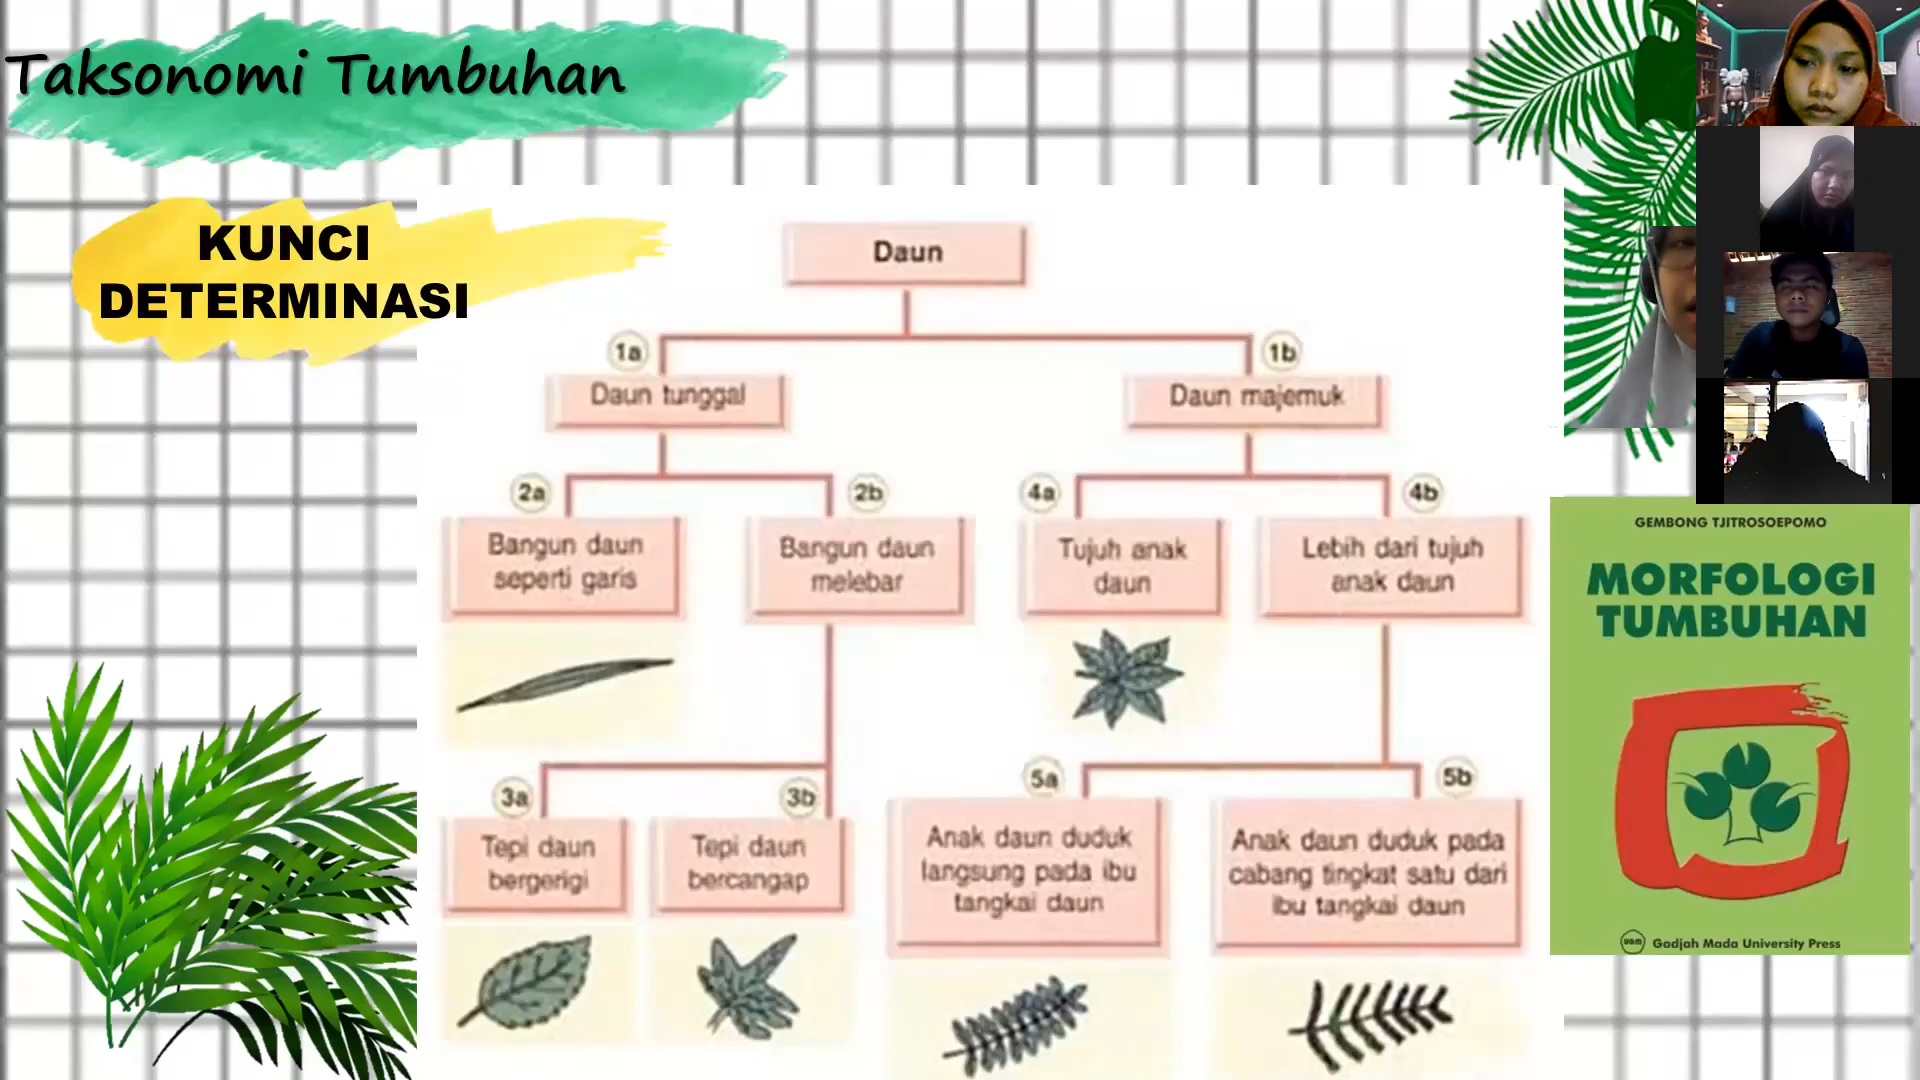 Taksonomi Tumbuhan
KUNCI
DETERMINASI
Daun
1a
1b
Daun tunggal
Daun majemuk
2a
2b
4a
4b
Bangun daun
seperti garis
Bangun daun
melebar
Tujuh anak
daun
Lebih dari tujuh
anak daun
3a
3b
5a
5b
Tepi daun
bergerigi
Tepi daun
bercangap
Anak daun duduk
langsung pada ibu
tangkai daun
Anak daun duduk pada
cabang tingkat satu dari
ibu tangkai daun
GEMBONG TJITROSOEPOMO
MORFOLOGI
TUMBUHAN
UGM
Gadjah Mada University Press